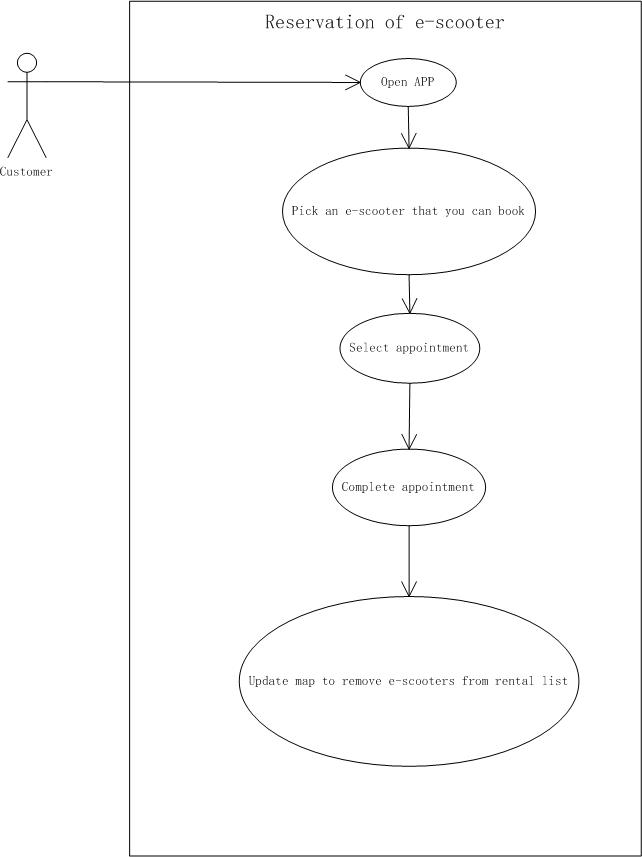 Reservation of e-scooter
Open APP
Customer
Pick an e-scooter that you can book
Select appointment
Complete appointment
Update map to remove e-scooters from rental list